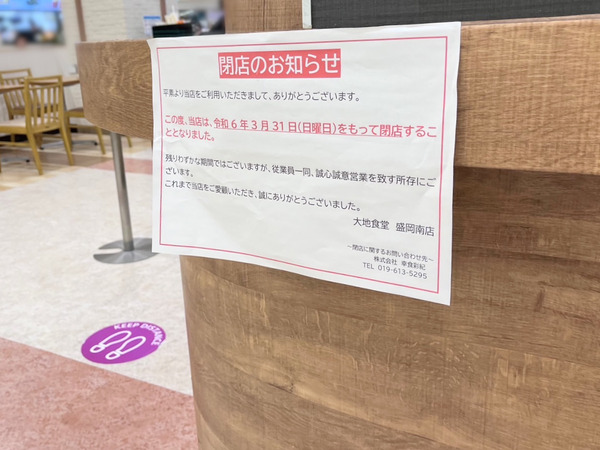 閉店のお知らせ
平素より当店をご利用いただきまして、ありがとうございます。
この度、当店は、令和6年3月31日(日曜日)をもって閉店するこ
ととなりました。
残りわずかな期間ではございますが、従業員一同、誠心誠意営業を致す所存にご
ざいます。
これまで当店をご愛顧いただき、誠にありがとうございました。
大地食堂 盛岡南店
~閉店に関するお問い合わせ先~
株式会社 幸食彩紀
TEL 019-613-5295
KEEP DISTANCE